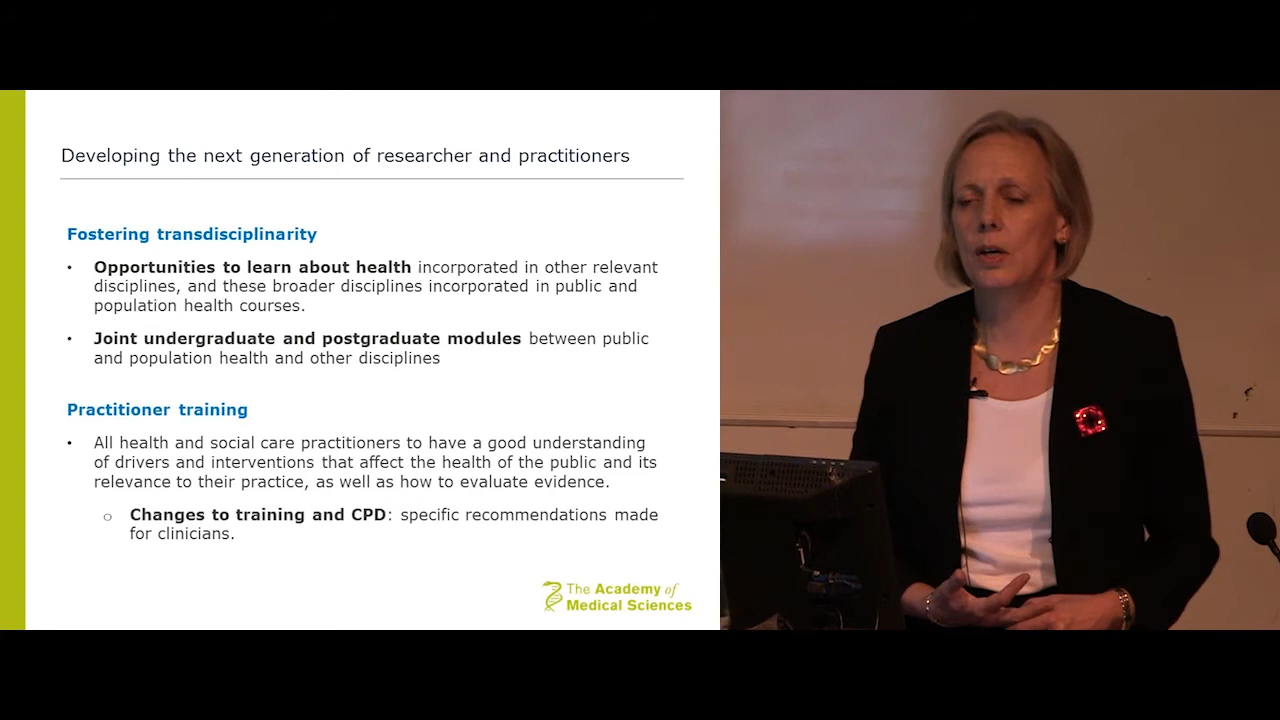 Developing the next generation of researcher and practitioners
Fostering transdisciplinarity
• Opportunities to learn about health incorporated in other relevant
disciplines, and these broader disciplines incorporated in public and
population health courses.
• Joint undergraduate and postgraduate modules between public
and population health and other disciplines
Practitioner training
• All health and social care practitioners to have a good understanding
of drivers and interventions that affect the health of the public and its
relevance to their practice, as well as how to evaluate evidence.
o Changes to training and CPD: specific recommendations made
for clinicians.
The Academy of
Medical Sciences